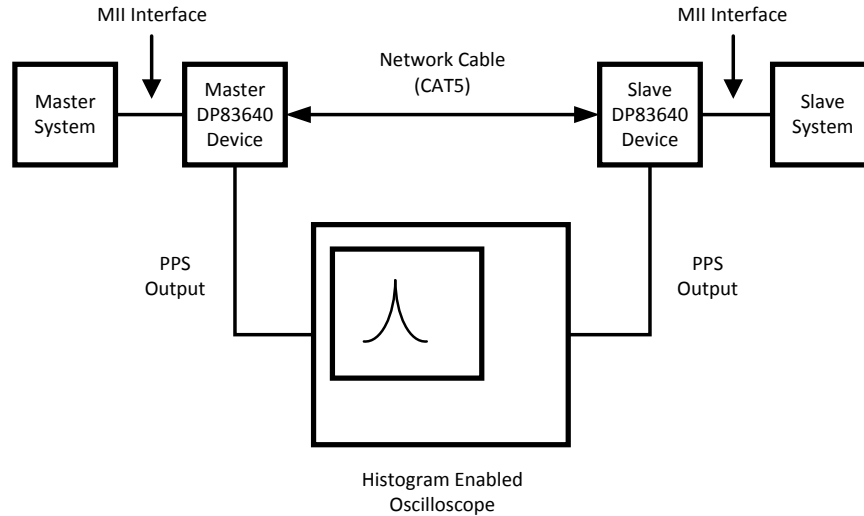 MII Interface
MII Interface
Network Cable
(CAT5)
Master
System
Master
DP83640
Device
Slave
DP83640
Device
Slave
System
PPS
Output
PPS
Output
Histogram Enabled
Oscilloscope